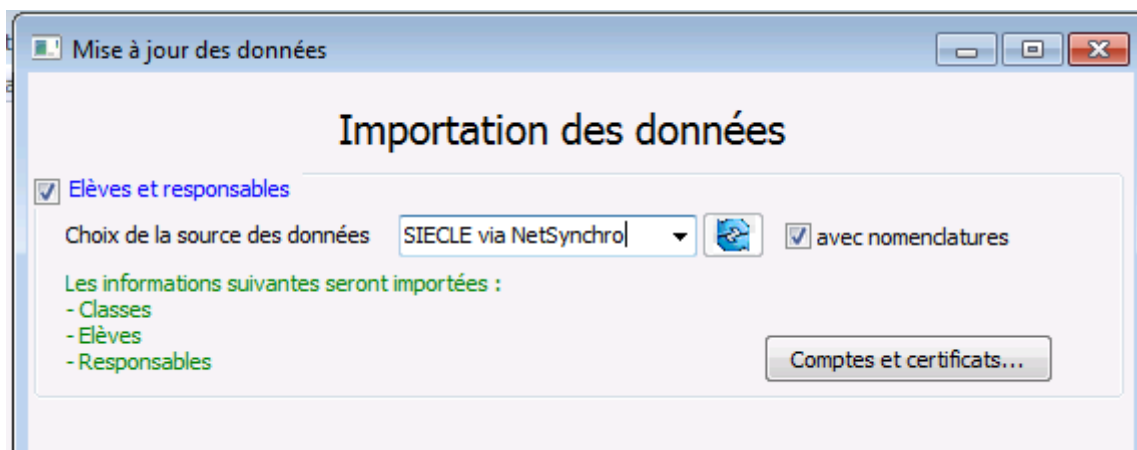 Mise à jour des données
Importation des données
Elèves et responsables
Choix de la source des données SIECLE via NetSynchro avec nomenclatures
Les informations suivantes seront importées :
- Classes
- Elèves
- Responsables
Comptes et certificats...